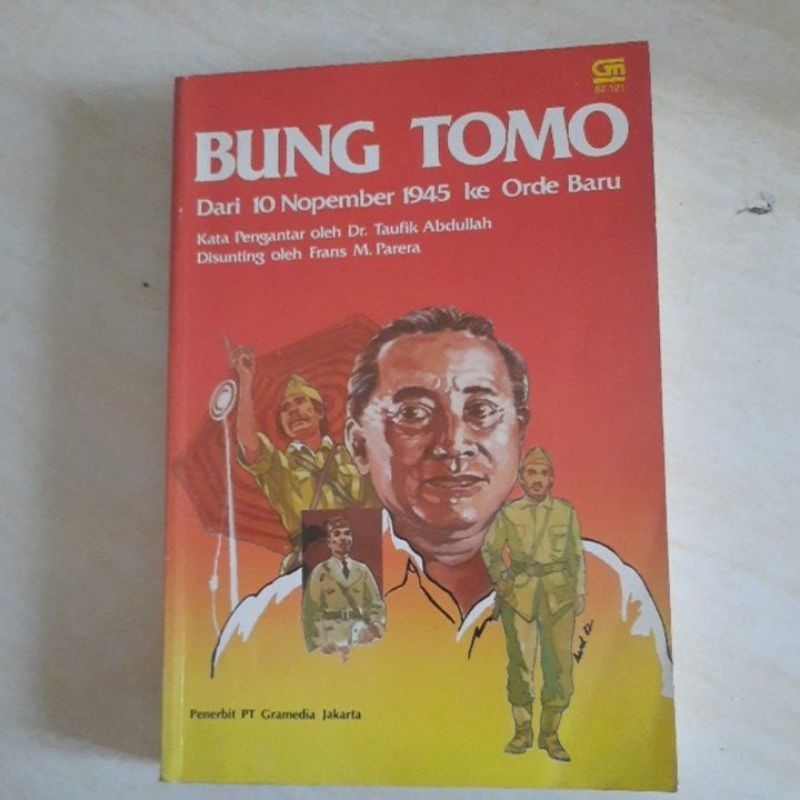 Gm
82.121
BUNG TOMO
Dari 10 Nopember 1945 ke Orde Baru
Kata Pengantar oleh Dr. Taufik Abdullah
Disunting oleh Frans M. Parera
Penerbit PT Gramedia Jakarta